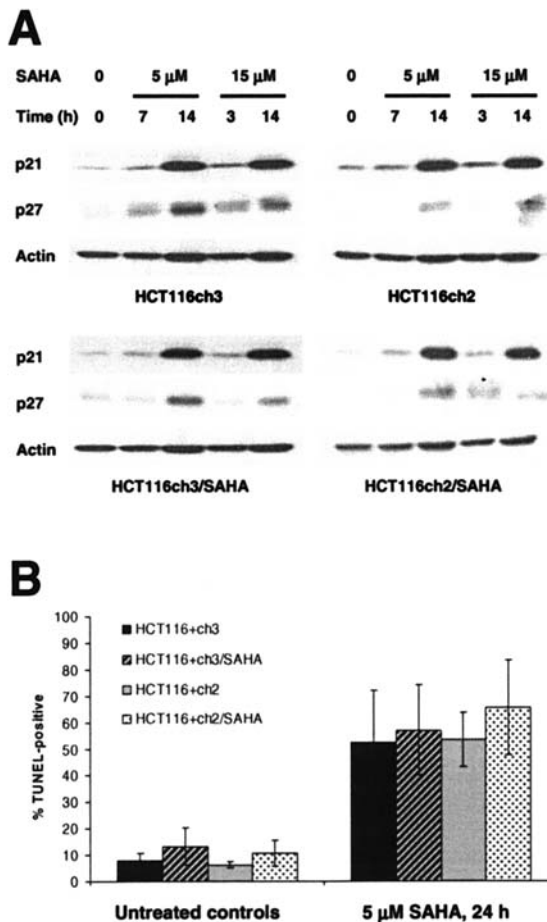 A
SAHA 0 5 µM 15 µM 0 5 µM 15 µM
Time (h) 0 7 14 3 14 0 7 14 3 14
p21
p27
Actin
HCT116ch3 HCT116ch2
p21
p27
Actin
HCT116ch3/SAHA HCT116ch2/SAHA
B
100
90
80
70
60
50
40
30
20
10
0
% TUNEL-positive
HCT116+ch3
HCT116+ch3/SAHA
HCT116+ch2
HCT116+ch2/SAHA
Untreated controls 5 µM SAHA, 24 h